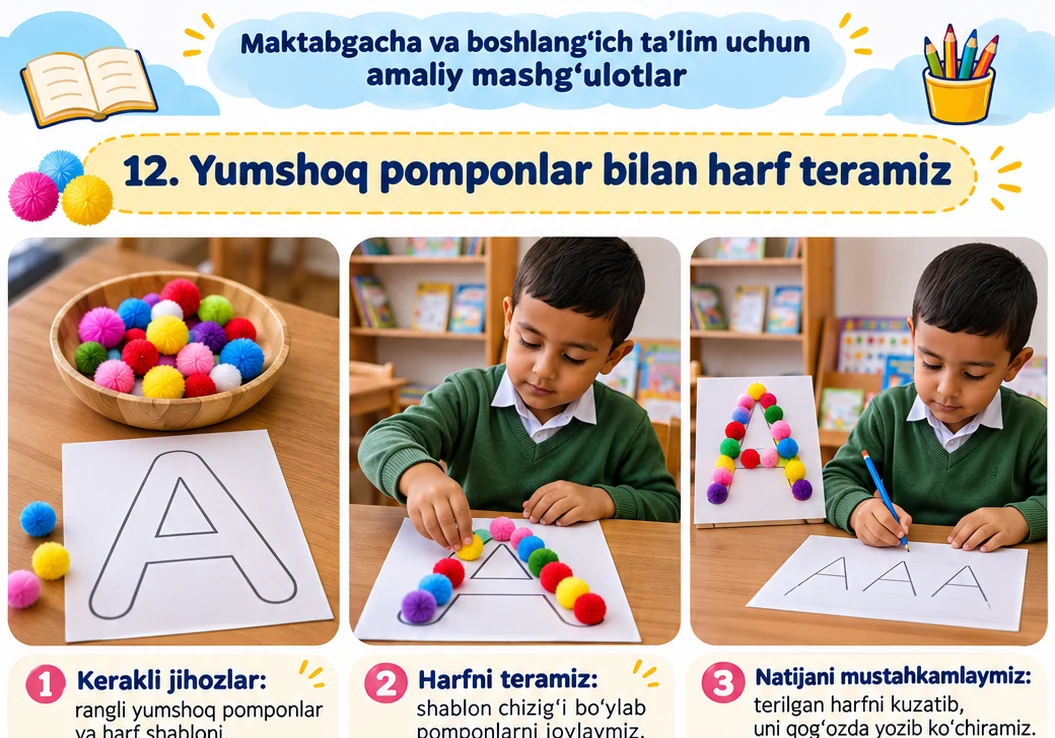 Maktabgacha va boshlang‘ich ta’lim uchun
amaliy mashg‘ulotlar
12. Yumshoq pomponlar bilan harf teramiz
A
A
A
A A A
1 Kerakli jihozlar:
rangli yumshoq pomponlar
va harf shabloni.
2 Harfni teramiz:
shablon chizig‘i bo‘ylab
pomponlarni joylaymiz.
3 Natijani mustahkamlaymiz:
terilgan harfni kuzatib,
uni qog‘ozda yozib ko‘chiramiz.